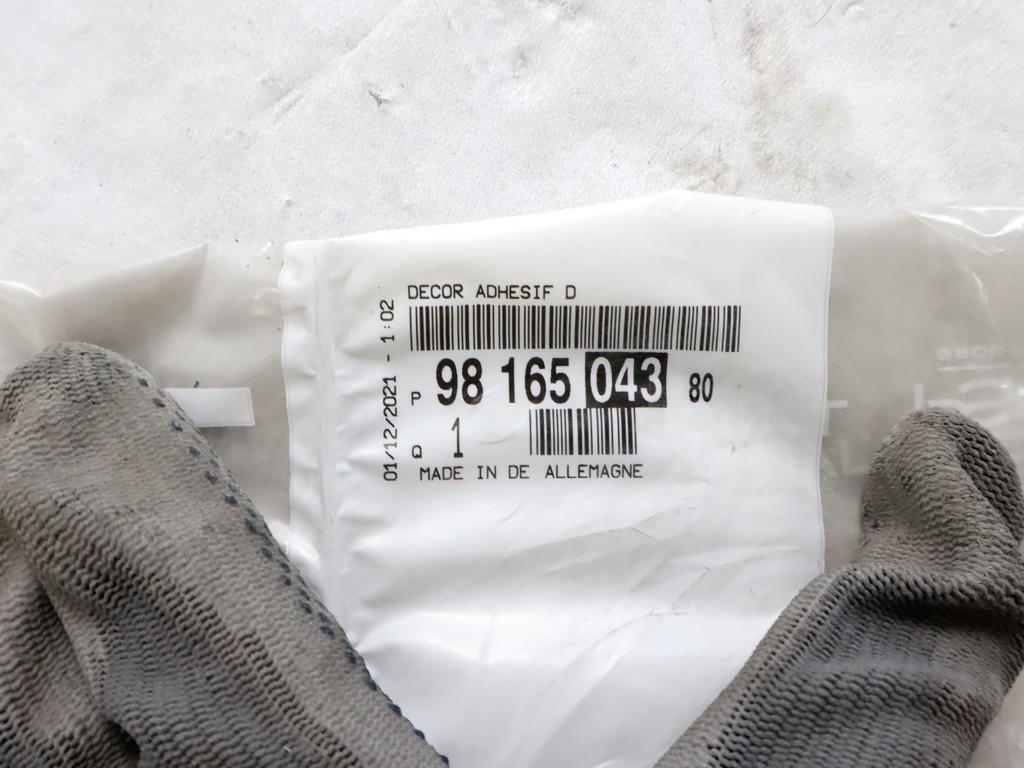 DECOR ADHESIF D
01/12/2021 - 1:02
P 98 165 043 80
Q 1
MADE IN DE ALLEMAGNE